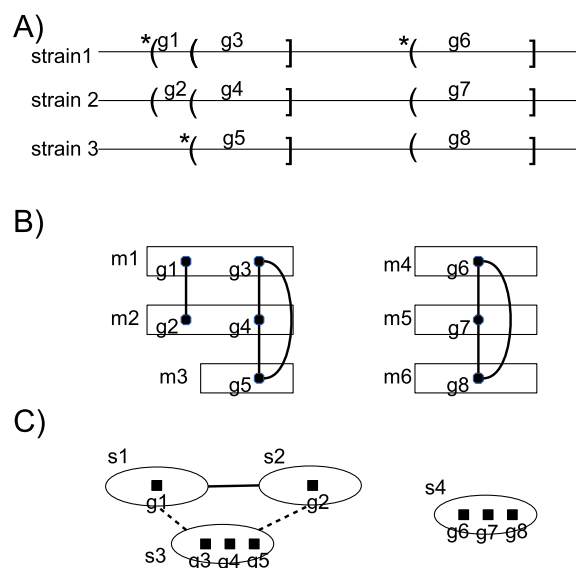 A)
strain1 * ( g1 ( g3 ] * ( g6 ]
strain 2 ( g2 ( g4 ] ( g7 ]
strain 3 * ( g5 ] ( g8 ]
B)
m1 g1 g3 m4 g6
m2 g2 g4 m5 g7
m3 g5 m6 g8
C)
s1 s2
g1 g2
s4
g6 g7 g8
s3 g3 g4 g5